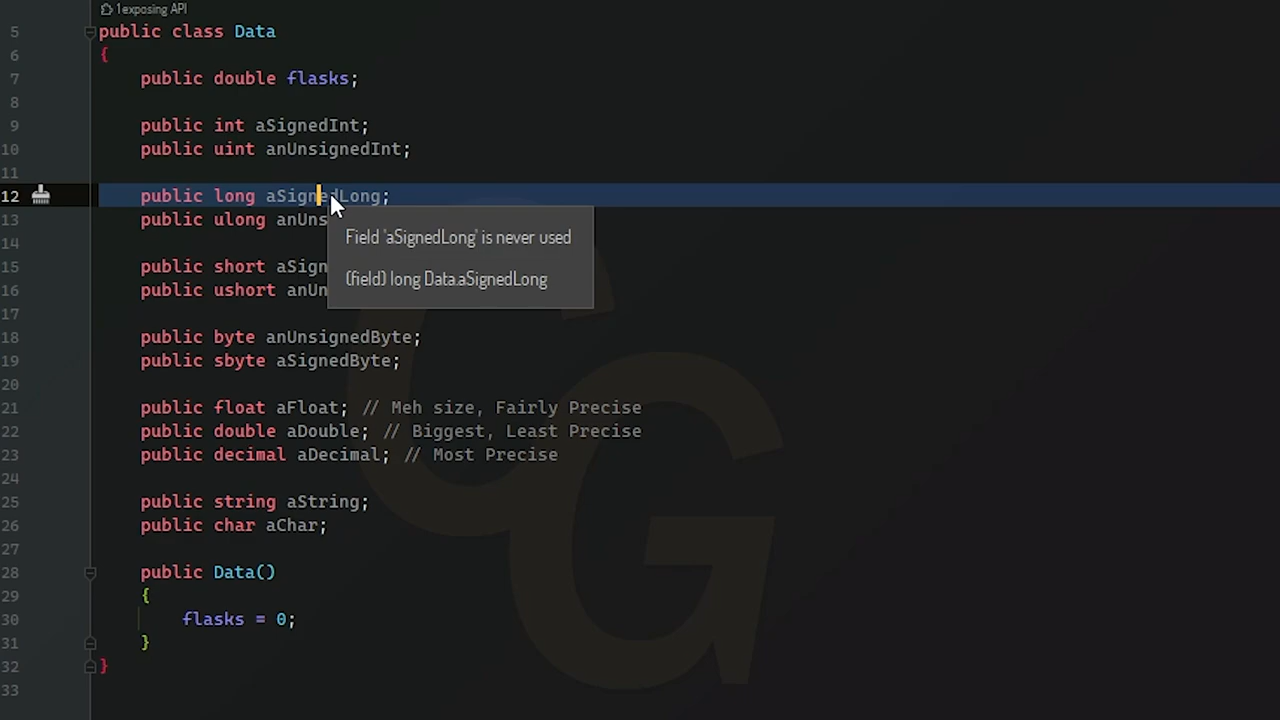 1 exposing API
5 public class Data
6 {
7 public double flasks;
8
9 public int aSignedInt;
10 public uint anUnsignedInt;
11
12 public long aSignedLong;
13 public ulong anUns
Field 'aSignedLong' is never used
14
15 public short aSign
(field) long Data.aSignedLong
16 public ushort anUn
17
18 public byte anUnsignedByte;
19 public sbyte aSignedByte;
20
21 public float aFloat; // Meh size, Fairly Precise
22 public double aDouble; // Biggest, Least Precise
23 public decimal aDecimal; // Most Precise
24
25 public string aString;
26 public char aChar;
27
28 public Data()
29 {
30 flasks = 0;
31 }
32 }
33
CG